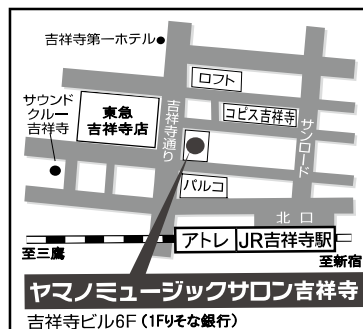 吉祥寺第一ホテル
ロフト
サウンド
クルー
吉祥寺
東急
吉祥寺店
吉祥寺通り
コピス吉祥寺
サンロード
パルコ
北口
アトレ
JR吉祥寺駅
至三鷹
至新宿
ヤマノミュージックサロン吉祥寺
吉祥寺ビル6F (1Fりそな銀行)